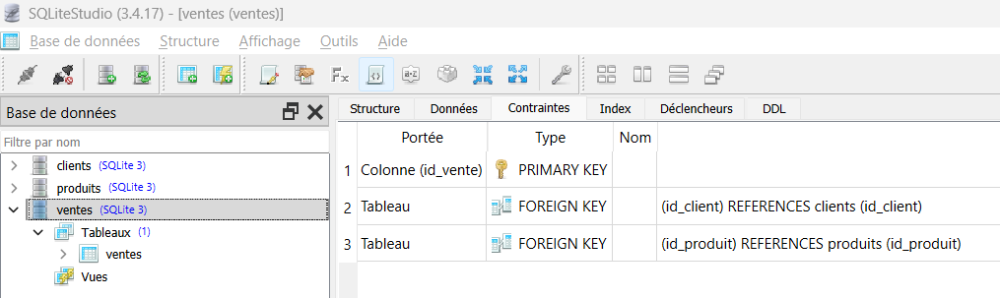 SQLiteStudio (3.4.17) - [ventes (ventes)]
Base de données Structure Affichage Outils Aide
Fx
a-z
Base de données
Filtre par nom
clients (SQLite 3)
produits (SQLite 3)
ventes (SQLite 3)
Tableaux (1)
ventes
Vues
Structure Données Contraintes Index Déclencheurs DDL
Portée Type Nom
1 Colonne (id_vente) PRIMARY KEY
2 Tableau FOREIGN KEY (id_client) REFERENCES clients (id_client)
3 Tableau FOREIGN KEY (id_produit) REFERENCES produits (id_produit)